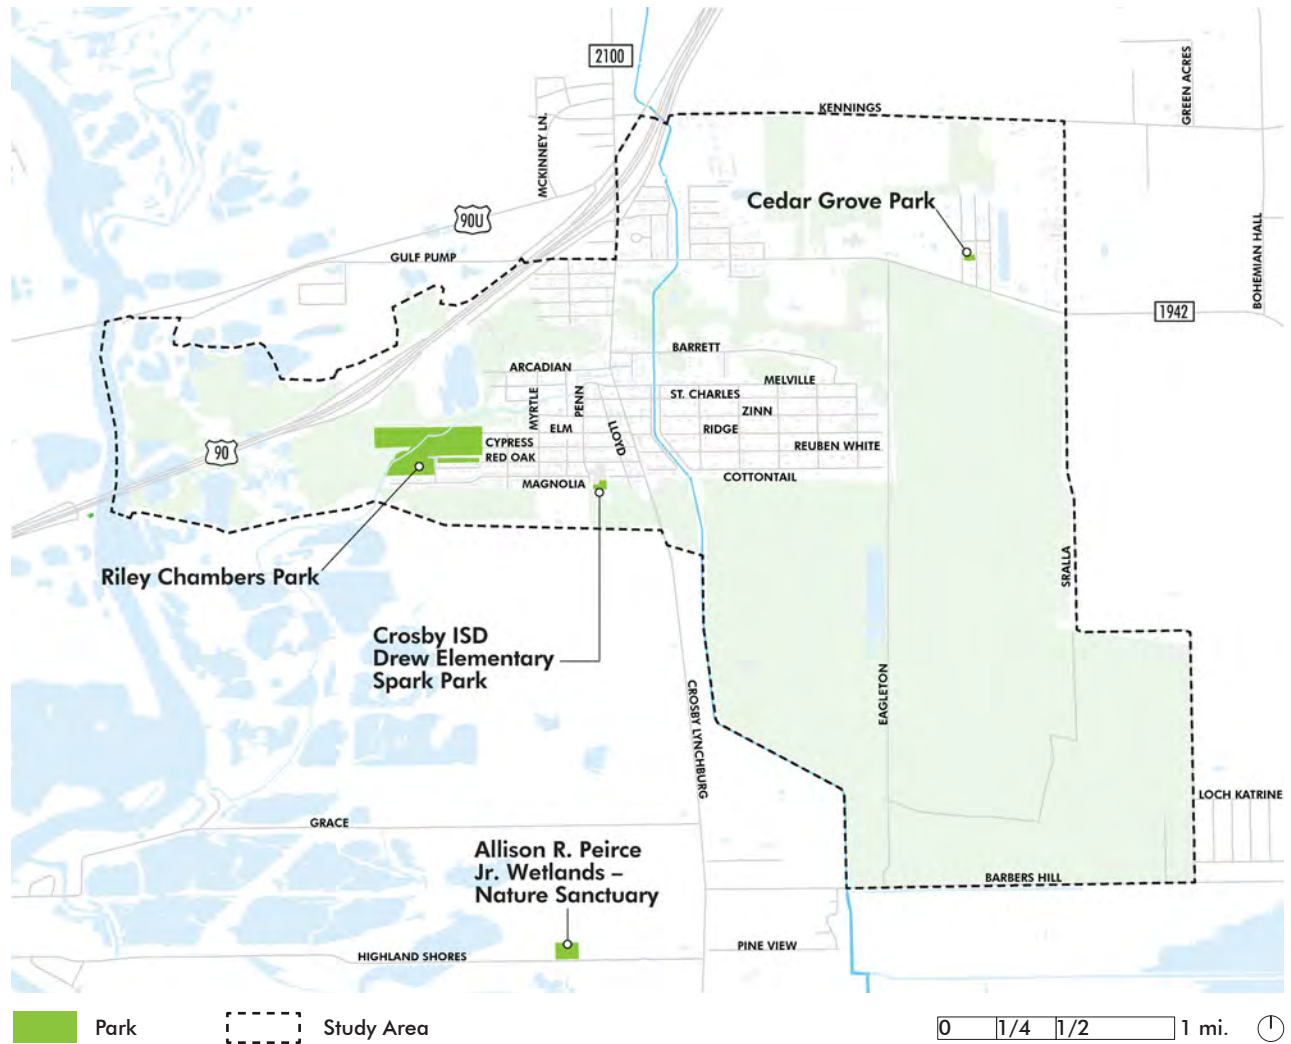 2100
KENNINGS
GREEN ACRES
MCKINNEY LN.
Cedar Grove Park
90U
GULF PUMP
BOHEMIAN HALL
1942
BARRETT
ARCADIAN
MELVILLE
ST. CHARLES
MYRTLE
PENN
ZINN
ELM
LLOYD
RIDGE
CYPRESS
REUBEN WHITE
90
RED OAK
COTTONTAIL
MAGNOLIA
SRALLA
Riley Chambers Park
Crosby ISD
Drew Elementary
Spark Park
EAGLETON
CROSBY LYNCHBURG
LOCH KATRINE
GRACE
Allison R. Peirce
Jr. Wetlands –
Nature Sanctuary
BARBERS HILL
PINE VIEW
HIGHLAND SHORES
Park
Study Area
0 1/4 1/2 1 mi.